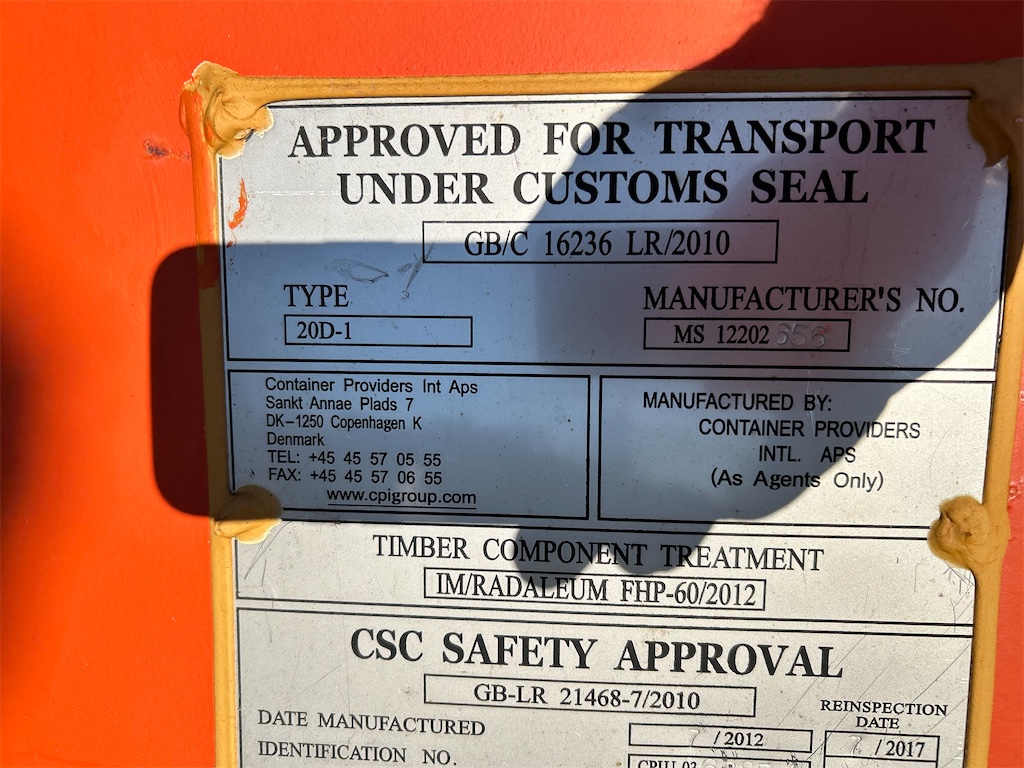 APPROVED FOR TRANSPORT
UNDER CUSTOMS SEAL
GB/C 16236 LR/2010
TYPE
20D-1
MANUFACTURER'S NO.
MS 12202 656
Container Providers Int Aps
Sankt Annae Plads 7
DK-1250 Copenhagen K
Denmark
TEL: +45 45 57 05 55
FAX: +45 45 57 06 55
www.cpigroup.com
MANUFACTURED BY:
CONTAINER PROVIDERS
INTL. APS
(As Agents Only)
TIMBER COMPONENT TREATMENT
IM/RADALEUM FHP-60/2012
CSC SAFETY APPROVAL
GB-LR 21468-7/2010
DATE MANUFACTURED
7 / 2012
REINSPECTION
DATE
7 / 2017
IDENTIFICATION NO.